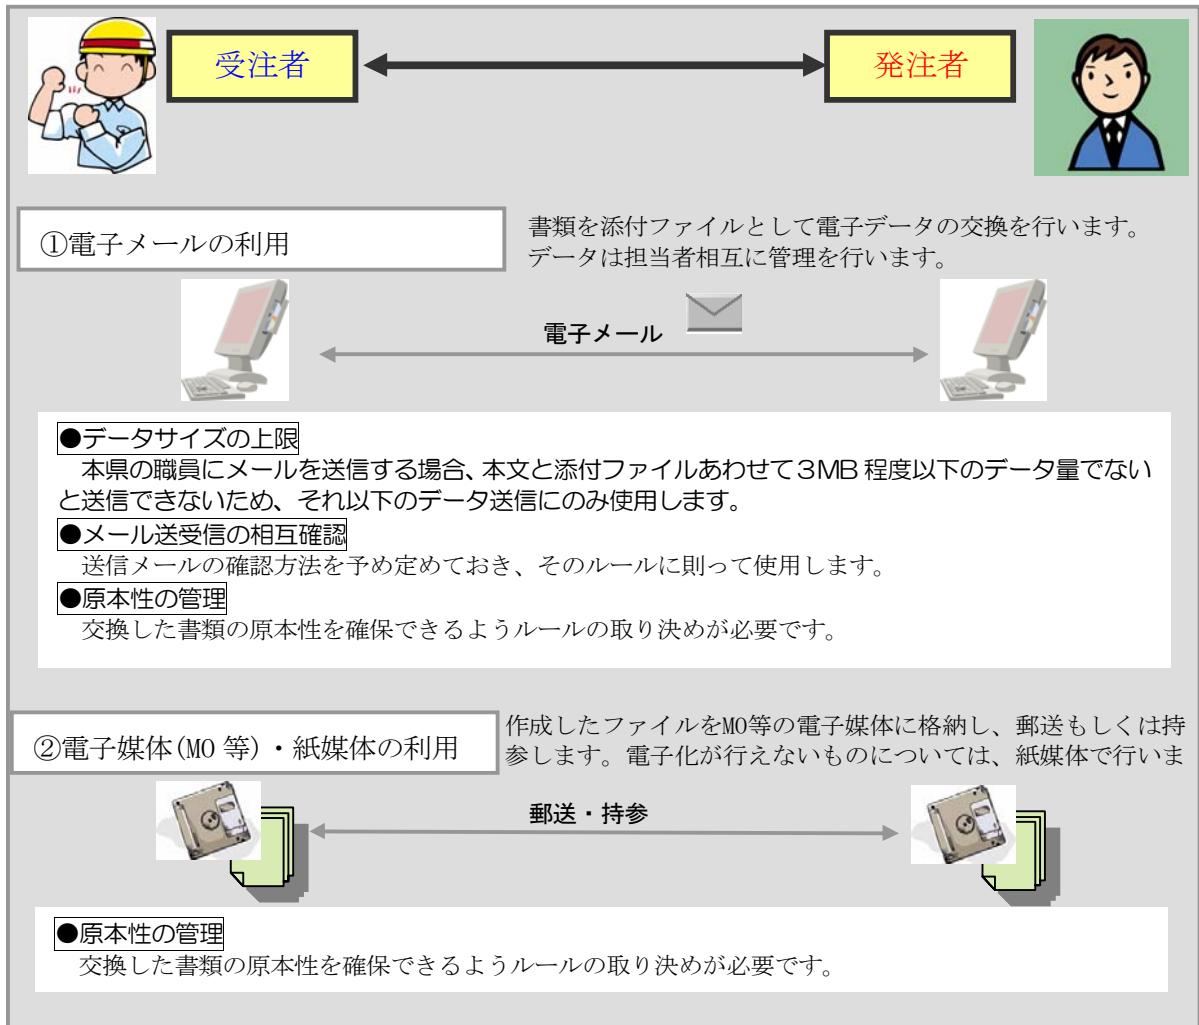 受注者
発注者
①電子メールの利用
書類を添付ファイルとして電子データの交換を行います。
データは担当者相互に管理を行います。
電子メール
●データサイズの上限
本県の職員にメールを送信する場合、本文と添付ファイルあわせて３MB 程度以下のデータ量でない
と送信できないため、それ以下のデータ送信にのみ使用します。
●メール送受信の相互確認
送信メールの確認方法を予め定めておき、そのルールに則って使用します。
●原本性の管理
交換した書類の原本性を確保できるようルールの取り決めが必要です。
②電子媒体(MO 等)・紙媒体の利用
作成したファイルをMO等の電子媒体に格納し、郵送もしくは持
参します。電子化が行えないものについては、紙媒体で行いま
郵送・持参
●原本性の管理
交換した書類の原本性を確保できるようルールの取り決めが必要です。